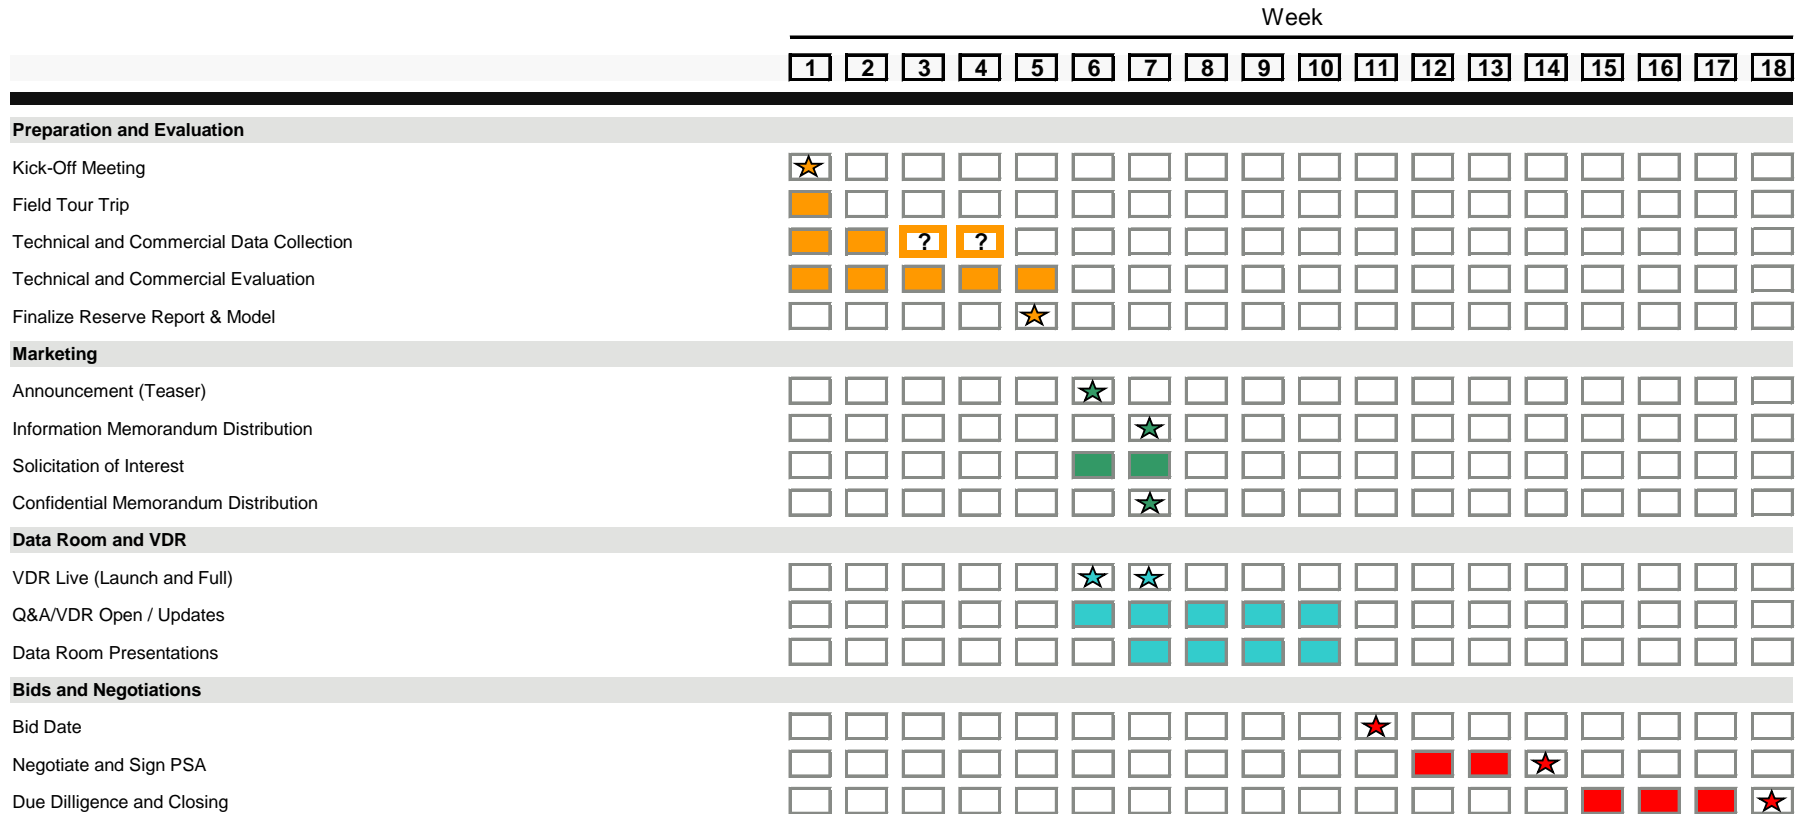 Week
1 2 3 4 5 6 7 8 9 10 11 12 13 14 15 16 17 18
Preparation and Evaluation
Kick-Off Meeting
Field Tour Trip
Technical and Commercial Data Collection ? ?
Technical and Commercial Evaluation
Finalize Reserve Report & Model
Marketing
Announcement (Teaser)
Information Memorandum Distribution
Solicitation of Interest
Confidential Memorandum Distribution
Data Room and VDR
VDR Live (Launch and Full)
Q&A/VDR Open / Updates
Data Room Presentations
Bids and Negotiations
Bid Date
Negotiate and Sign PSA
Due Dilligence and Closing